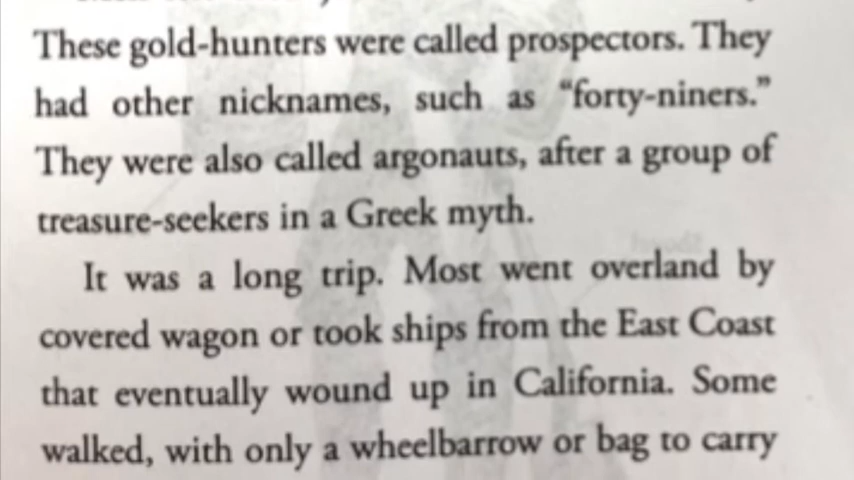 These gold-hunters were called prospectors. They
had other nicknames, such as “forty-niners.”
They were also called argonauts, after a group of
treasure-seekers in a Greek myth.
It was a long trip. Most went overland by
covered wagon or took ships from the East Coast
that eventually wound up in California. Some
walked, with only a wheelbarrow or bag to carry